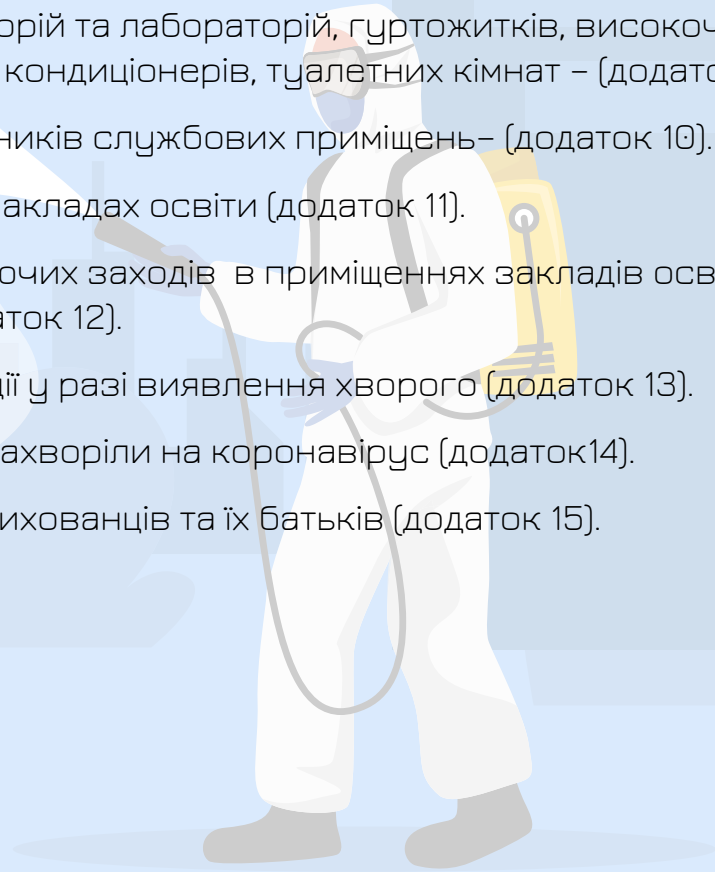 орій та лабораторій, гуртожитків, високоч
кондиціонерів, туалетних кімнат – (додато
ників службових приміщень– (додаток 10).
акладах освіти (додаток 11).
ючих заходів в приміщеннях закладів осв
аток 12).
дії у разі виявлення хворого (додаток 13).
ахворіли на коронавірус (додаток14).
ихованців та їх батьків (додаток 15).